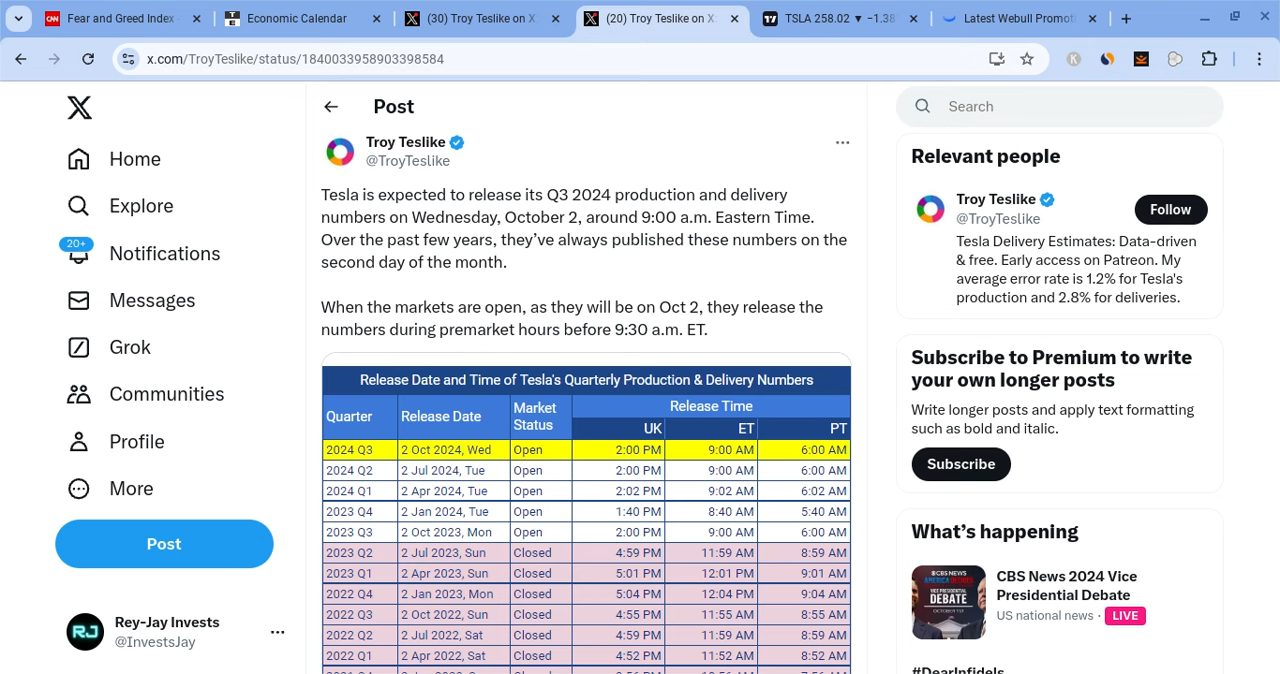 Fear and Greed Index
Economic Calendar
(30) Troy Teslike on X
(20) Troy Teslike on X
TSLA 258.02 ▼ −1.38
Latest Webull Promoti
x.com/TroyTeslike/status/1840033958903398584
Post
Search
Troy Teslike
@TroyTeslike
Tesla is expected to release its Q3 2024 production and delivery
numbers on Wednesday, October 2, around 9:00 a.m. Eastern Time.
Over the past few years, they’ve always published these numbers on the
second day of the month.
When the markets are open, as they will be on Oct 2, they release the
numbers during premarket hours before 9:30 a.m. ET.
Release Date and Time of Tesla's Quarterly Production & Delivery Numbers
Quarter Release Date Market Status Release Time
UK ET PT
2024 Q3 2 Oct 2024, Wed Open 2:00 PM 9:00 AM 6:00 AM
2024 Q2 2 Jul 2024, Tue Open 2:00 PM 9:00 AM 6:00 AM
2024 Q1 2 Apr 2024, Tue Open 2:02 PM 9:02 AM 6:02 AM
2023 Q4 2 Jan 2024, Tue Open 1:40 PM 8:40 AM 5:40 AM
2023 Q3 2 Oct 2023, Mon Open 2:00 PM 9:00 AM 6:00 AM
2023 Q2 2 Jul 2023, Sun Closed 4:59 PM 11:59 AM 8:59 AM
2023 Q1 2 Apr 2023, Sun Closed 5:01 PM 12:01 PM 9:01 AM
2022 Q4 2 Jan 2023, Mon Closed 5:04 PM 12:04 PM 9:04 AM
2022 Q3 2 Oct 2022, Sun Closed 4:55 PM 11:55 AM 8:55 AM
2022 Q2 2 Jul 2022, Sat Closed 4:59 PM 11:59 AM 8:59 AM
2022 Q1 2 Apr 2022, Sat Closed 4:52 PM 11:52 AM 8:52 AM
Home
Explore
20+
Notifications
Messages
Grok
Communities
Profile
More
Post
RJ
Rey-Jay Invests
@InvestsJay
Relevant people
Troy Teslike
@TroyTeslike
Follow
Tesla Delivery Estimates: Data-driven
& free. Early access on Patreon. My
average error rate is 1.2% for Tesla's
production and 2.8% for deliveries.
Subscribe to Premium to write
your own longer posts
Write longer posts and apply text formatting
such as bold and italic.
Subscribe
What’s happening
CBS NEWS
AMERICA DECIDES
VICE PRESIDENTIAL
DEBATE
CBS News 2024 Vice
Presidential Debate
US national news · LIVE
#DearInfidels